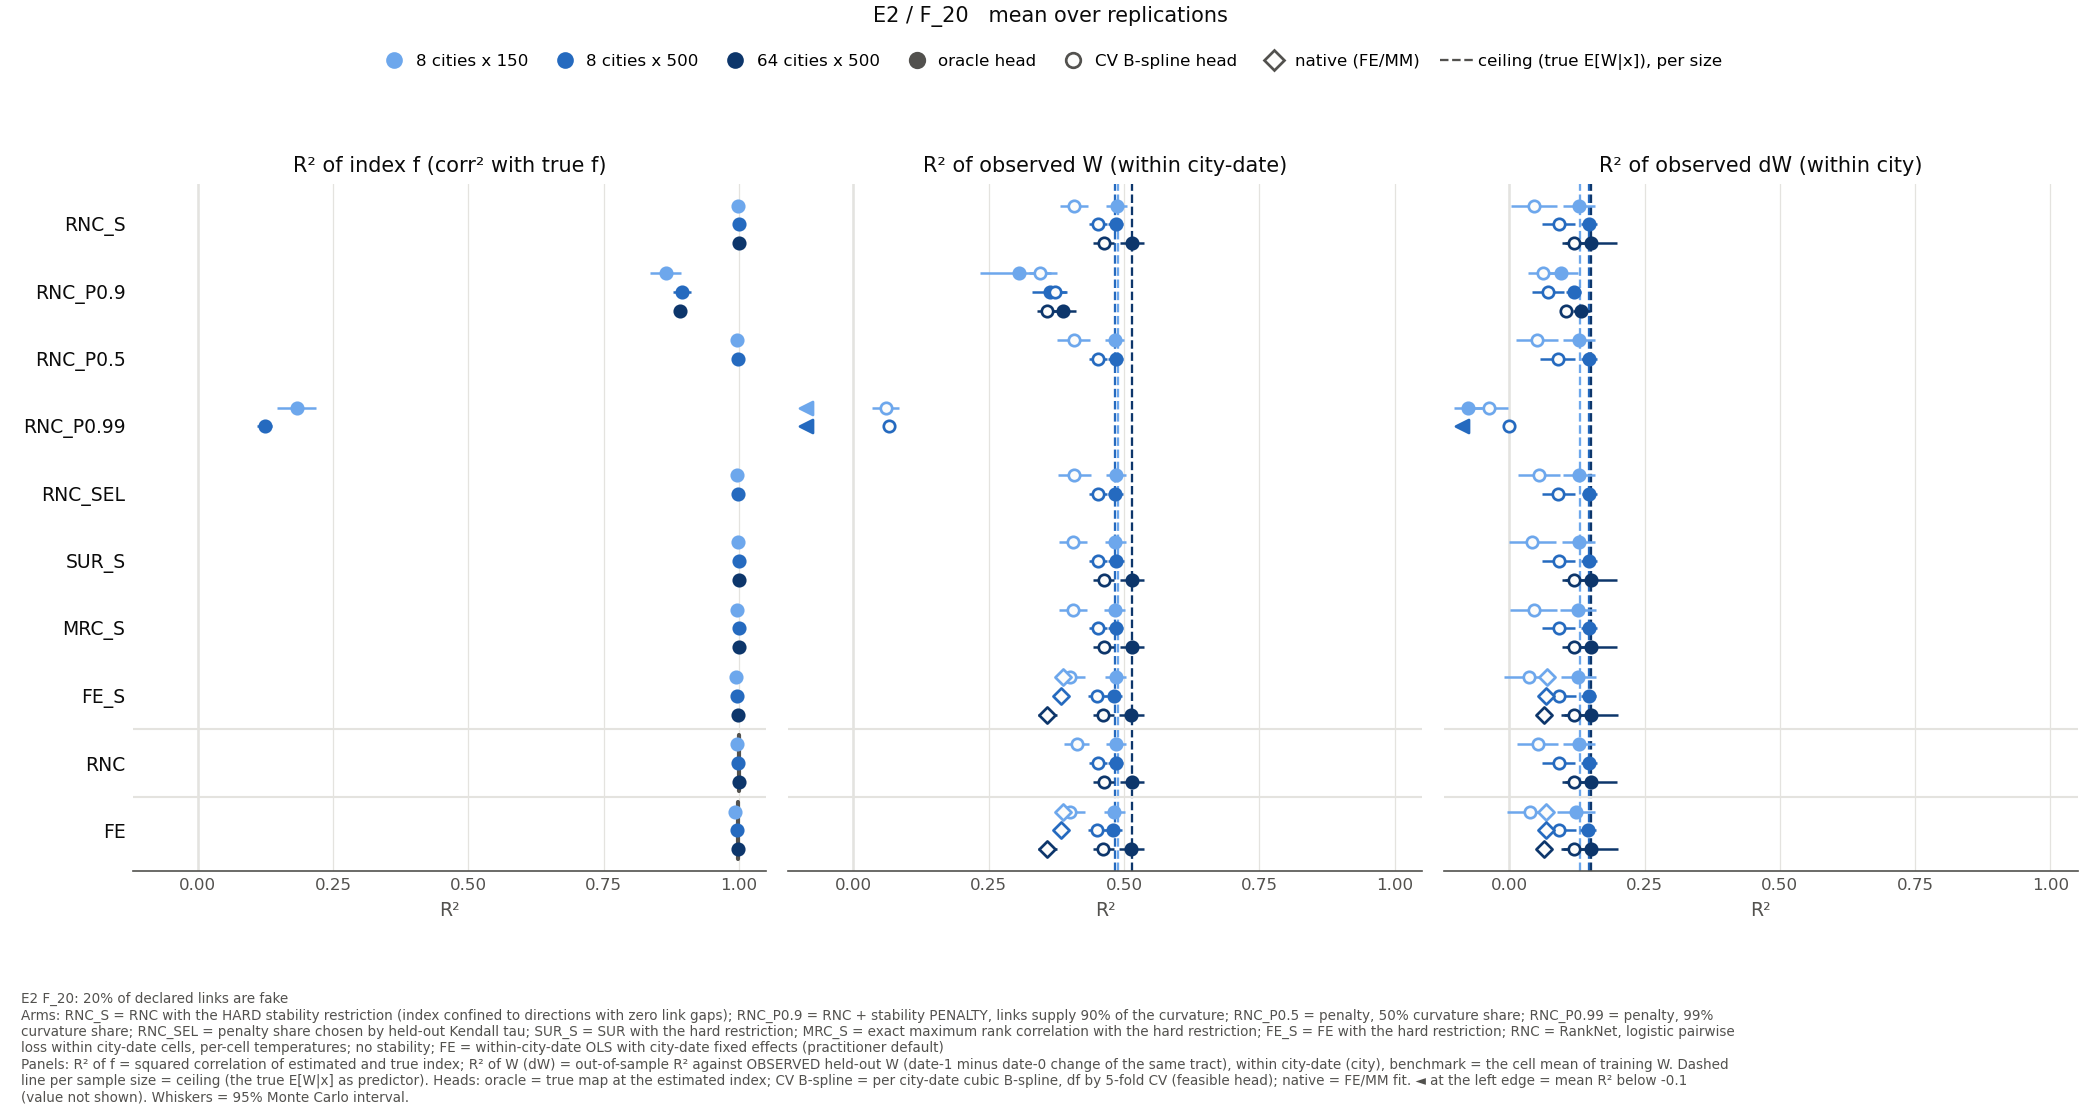 E2 / F_20   mean over replications
8 cities x 150   8 cities x 500   64 cities x 500   oracle head   CV B-spline head   native (FE/MM)   ceiling (true E[W|x]), per size
R² of index f (corr² with true f)   R² of observed W (within city-date)   R² of observed dW (within city)
RNC_S
RNC_P0.9
RNC_P0.5
RNC_P0.99
RNC_SEL
SUR_S
MRC_S
FE_S
RNC
FE
0.00   0.25   0.50   0.75   1.00   0.00   0.25   0.50   0.75   1.00   0.00   0.25   0.50   0.75   1.00
R²   R²   R²
E2 F_20: 20% of declared links are fake
Arms: RNC_S = RNC with the HARD stability restriction (index confined to directions with zero link gaps); RNC_P0.9 = RNC + stability PENALTY, links supply 90% of the curvature; RNC_P0.5 = penalty, 50% curvature share; RNC_P0.99 = penalty, 99%
curvature share; RNC_SEL = penalty share chosen by held-out Kendall tau; SUR_S = SUR with the hard restriction; MRC_S = exact maximum rank correlation with the hard restriction; FE_S = FE with the hard restriction; RNC = RankNet, logistic pairwise
loss within city-date cells, per-cell temperatures; no stability; FE = within-city-date OLS with city-date fixed effects (practitioner default)
Panels: R² of f = squared correlation of estimated and true index; R² of W (dW) = out-of-sample R² against OBSERVED held-out W (date-1 minus date-0 change of the same tract), within city-date (city), benchmark = the cell mean of training W. Dashed
line per sample size = ceiling (the true E[W|x] as predictor). Heads: oracle = true map at the estimated index; CV B-spline = per city-date cubic B-spline, df by 5-fold CV (feasible head); native = FE/MM fit. ◄ at the left edge = mean R² below -0.1
(value not shown). Whiskers = 95% Monte Carlo interval.